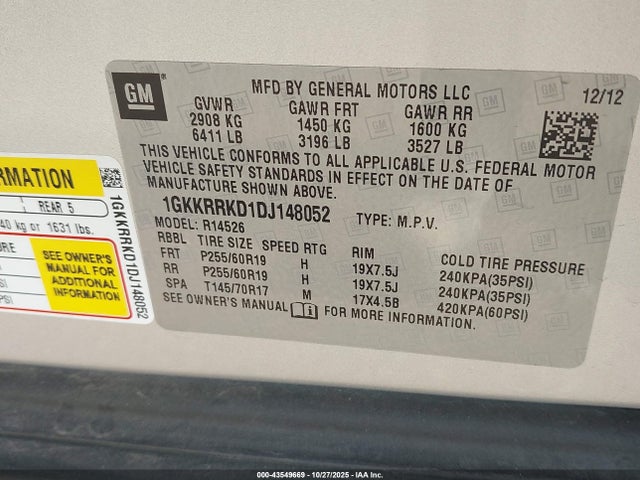 GM
MFD BY GENERAL MOTORS LLC 12/12
GVWR GAWR FRT GAWR RR
2908 KG 1450 KG 1600 KG
6411 LB 3196 LB 3527 LB
THIS VEHICLE CONFORMS TO ALL APPLICABLE U.S. FEDERAL MOTOR
VEHICLE SAFETY STANDARDS IN EFFECT ON THE DATE OF
MANUFACTURE SHOWN ABOVE.
1GKKRRKD1DJ148052 TYPE: M.P.V.
MODEL: R14526
RBBL TIRE SIZE SPEED RTG RIM COLD TIRE PRESSURE
FRT P255/60R19 H 19X7.5J 240KPA(35PSI)
RR P255/60R19 H 19X7.5J 240KPA(35PSI)
SPA T145/70R17 M 17X4.5B 420KPA(60PSI)
SEE OWNER'S MANUAL FOR MORE INFORMATION.
RMATION
REAR 5
40 kg or 1631 lbs.
SEE OWNER'S
MANUAL FOR
ADDITIONAL
INFORMATION
1GKKRRKD1DJ148052
000-43549669 - 10/27/2025 - IAA Inc.